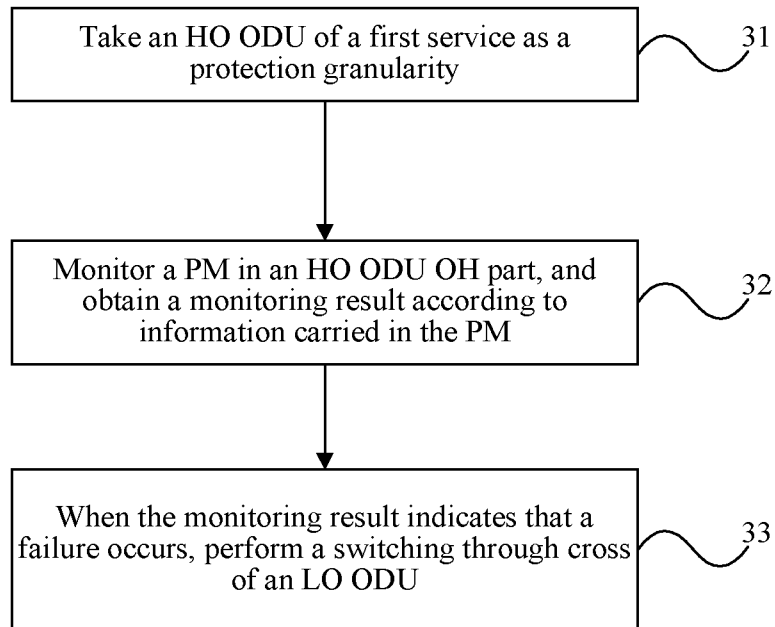 Take an HO ODU of a first service as a
protection granularity
31
Monitor a PM in an HO ODU OH part, and
obtain a monitoring result according to
information carried in the PM
32
When the monitoring result indicates that a
failure occurs, perform a switching through cross
of an LO ODU
33